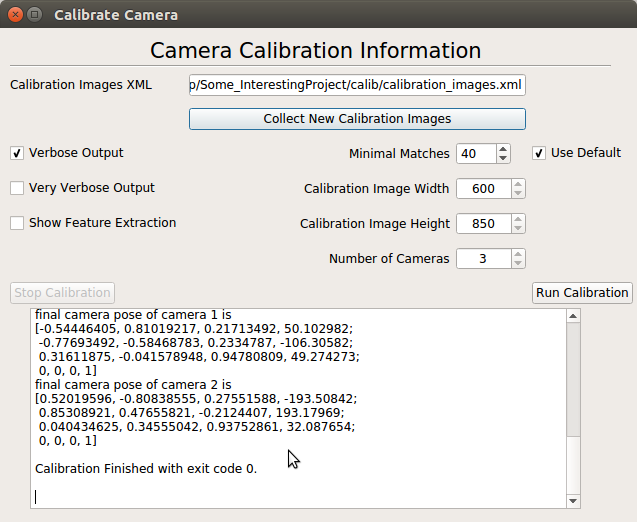 Calibrate Camera
Camera Calibration Information
Calibration Images XML p/Some_InterestingProject/calib/calibration_images.xml
Collect New Calibration Images
Verbose Output Minimal Matches 40 Use Default
Very Verbose Output Calibration Image Width 600
Show Feature Extraction Calibration Image Height 850
Number of Cameras 3
Stop Calibration Run Calibration
final camera pose of camera 1 is
[-0.54446405, 0.81019217, 0.21713492, 50.102982;
-0.77693492, -0.58468783, 0.2334787, -106.30582;
0.31611875, -0.041578948, 0.94780809, 49.274273;
0, 0, 0, 1]
final camera pose of camera 2 is
[0.52019596, -0.80838555, 0.27551588, -193.50842;
0.85308921, 0.47655821, -0.2124407, 193.17969;
0.040434625, 0.34555042, 0.93752861, 32.087654;
0, 0, 0, 1]
Calibration Finished with exit code 0.